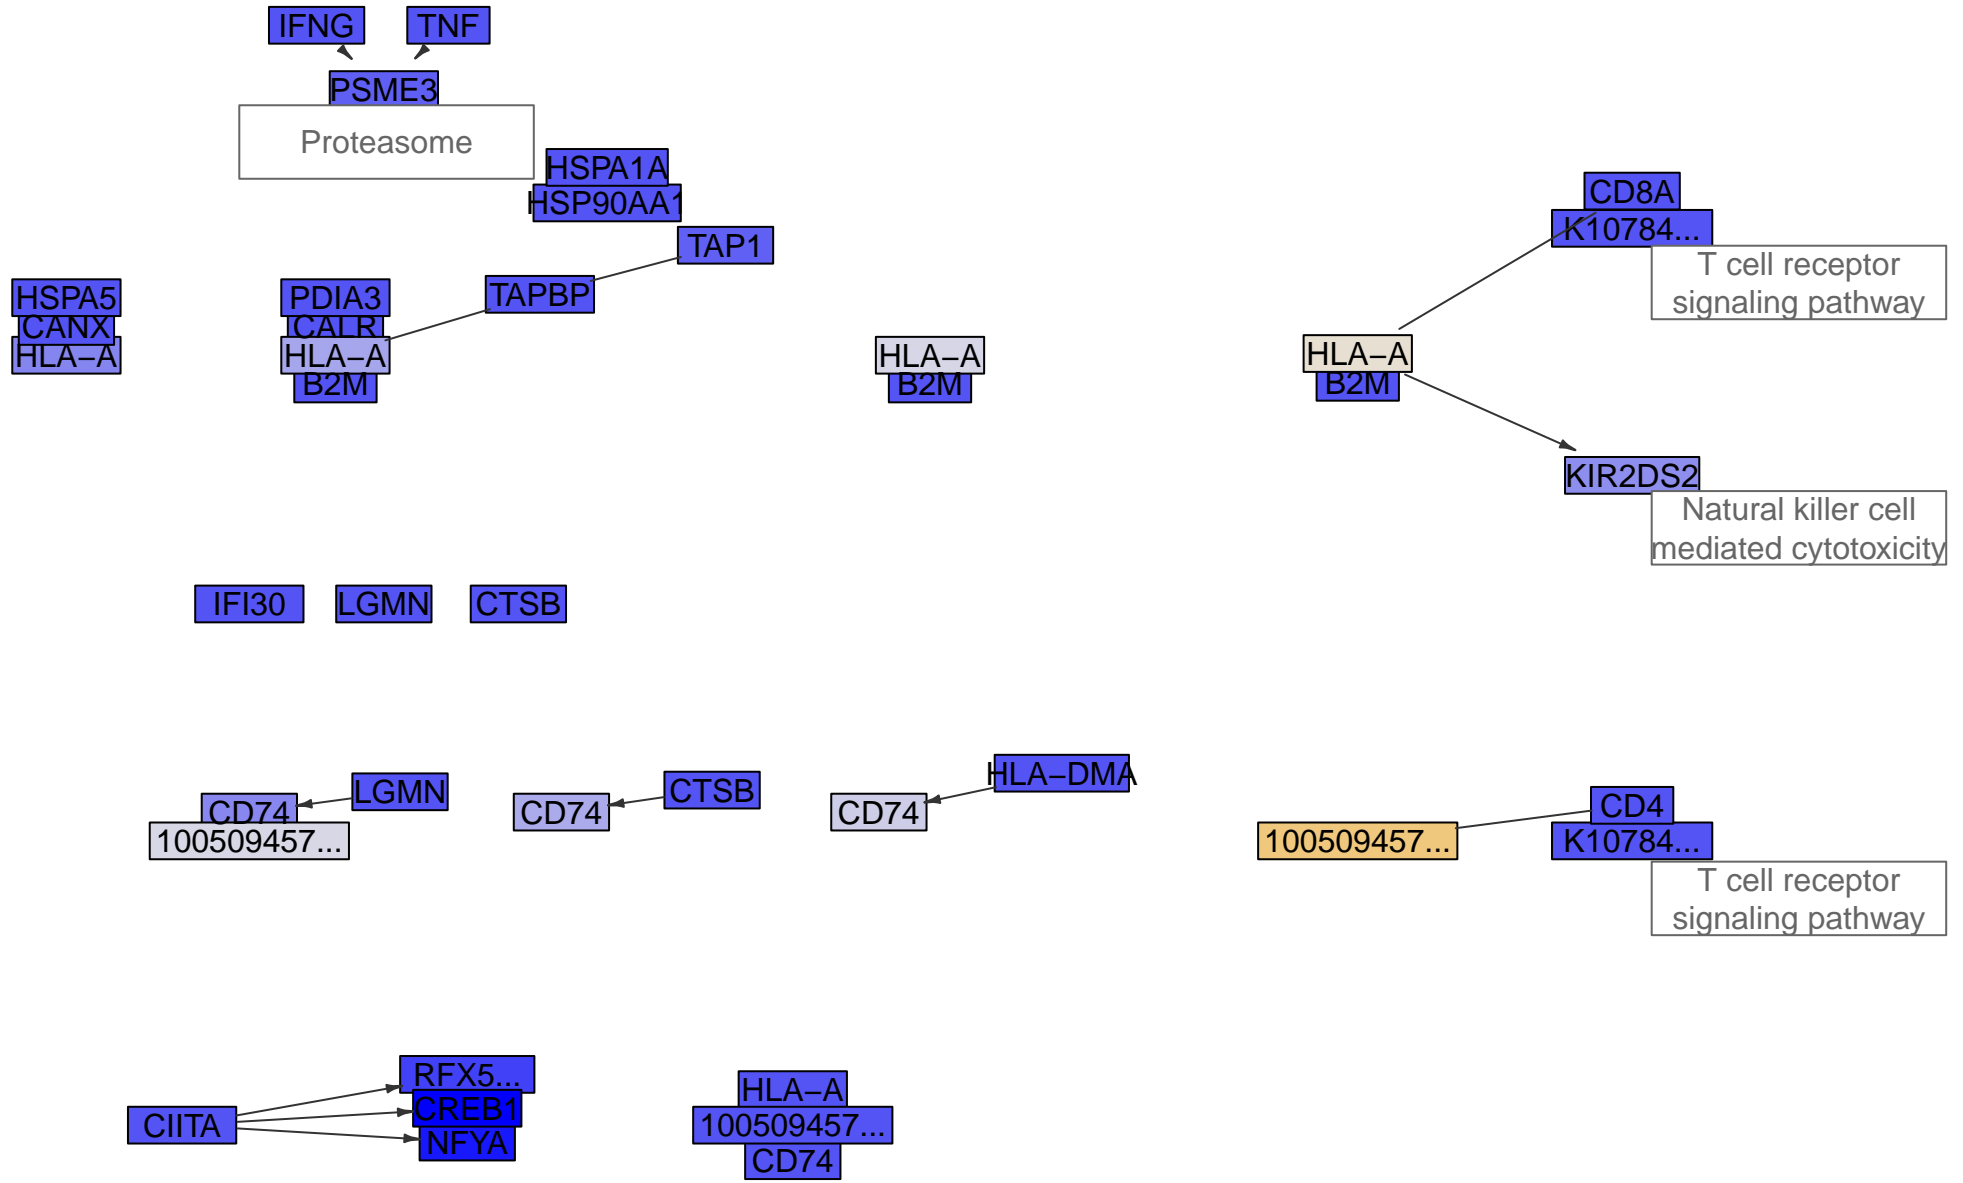 IFNG
TNF
PSME3
Proteasome
HSPA1A
HSP90AA1
TAP1
TAPBP
CD8A
K10784...
T cell receptor
signaling pathway
HSPA5
CANX
HLA−A
PDIA3
CALR
HLA−A
B2M
HLA−A
B2M
HLA−A
B2M
KIR2DS2
Natural killer cell
mediated cytotoxicity
IFI30
LGMN
CTSB
LGMN
CD74
100509457...
CTSB
CD74
HLA−DMA
CD74
CD4
100509457...
K10784...
T cell receptor
signaling pathway
CIITA
RFX5...
CREB1
NFYA
HLA−A
100509457...
CD74